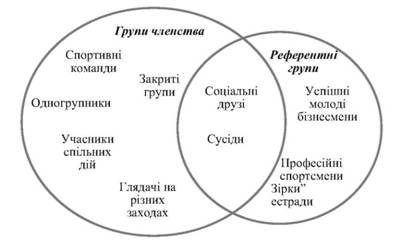 Групи членства
Спортивні
команди
Закриті
групи
Одногрупники
Учасники
спільних
дій
Глядачі на
різних
заходах
Соціальні
друзі
Сусіди
Референтні
групи
Успішні
молоді
бізнесмени
Професійні
спортсмени
Зірки”
естради